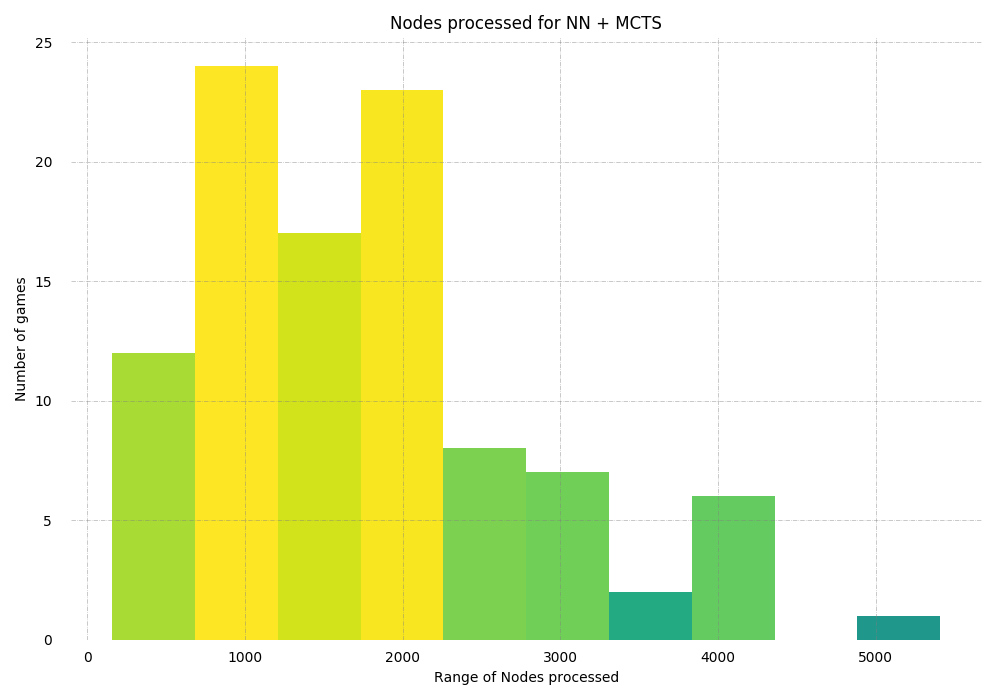 Nodes processed for NN + MCTS
25
20
15
10
5
0
Number of games
0 1000 2000 3000 4000 5000
Range of Nodes processed